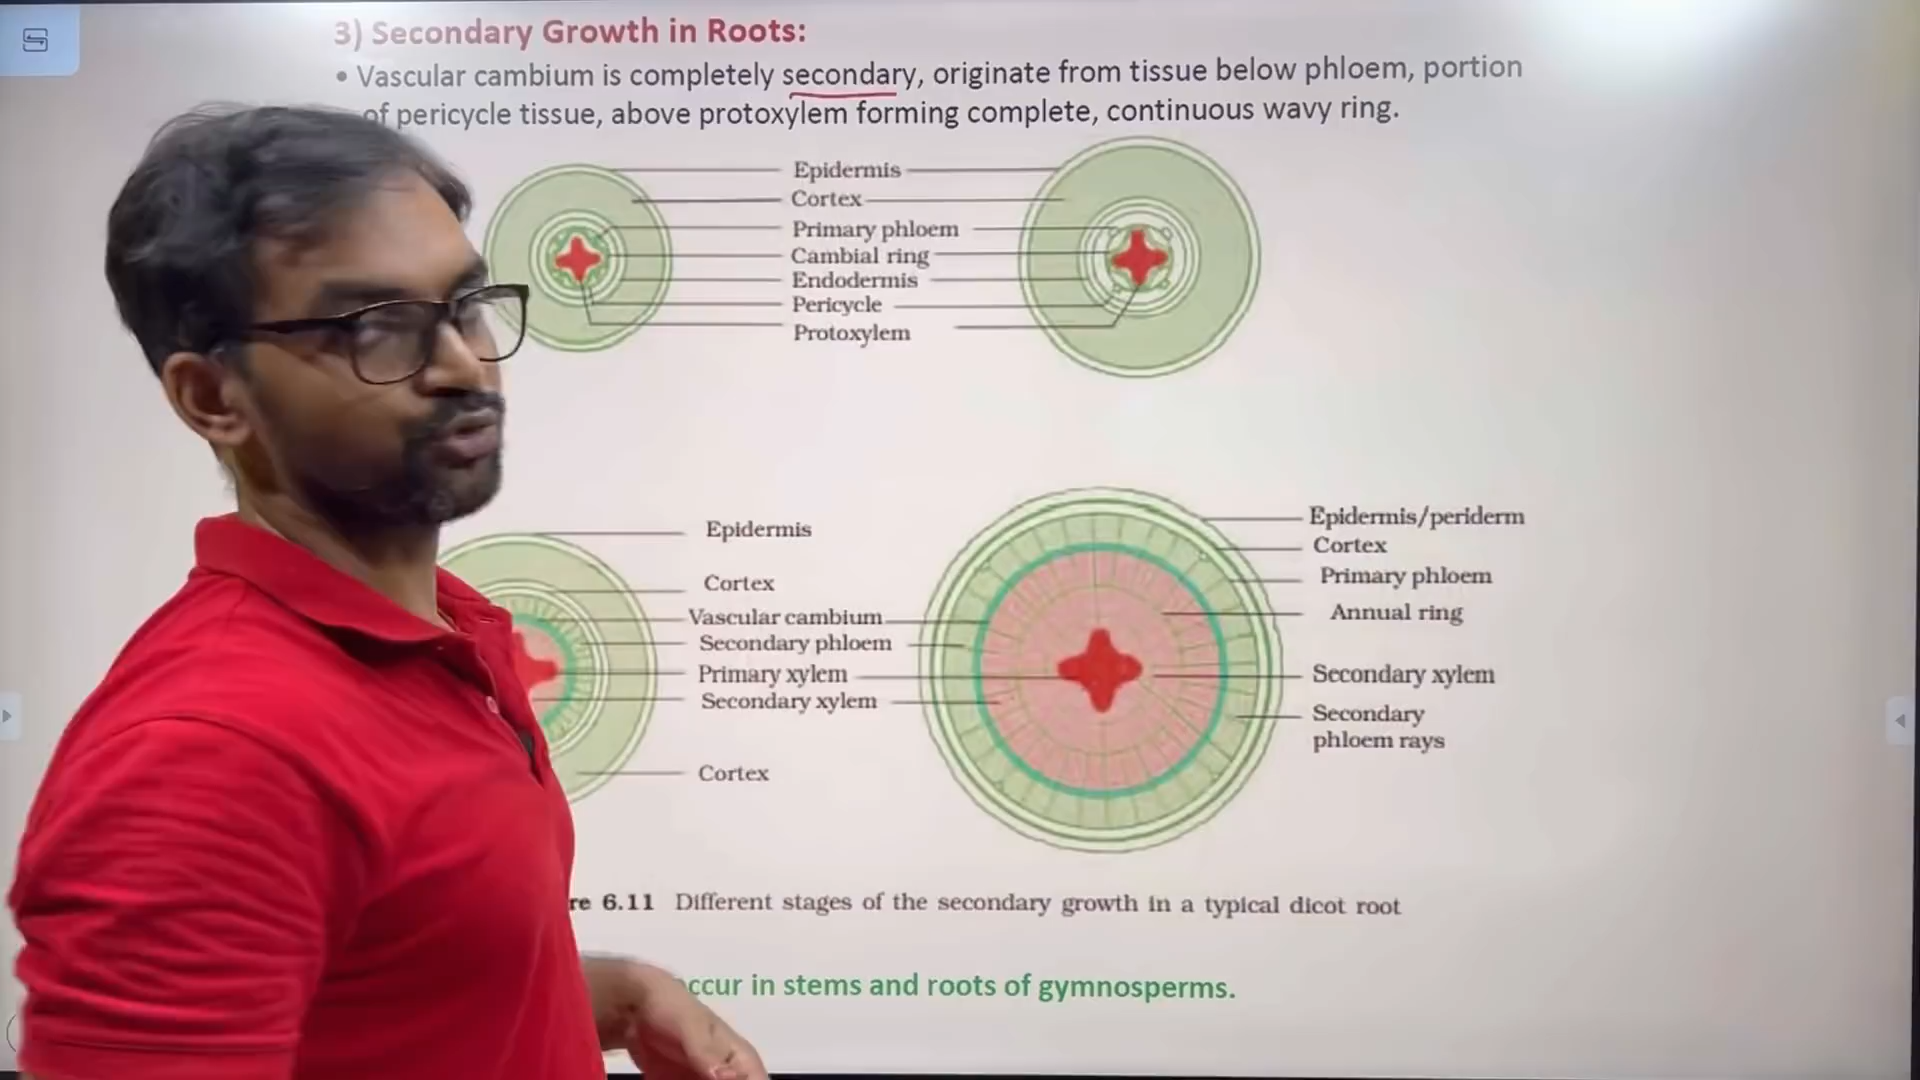 3) Secondary Growth in Roots:
• Vascular cambium is completely secondary, originate from tissue below phloem, portion
of pericycle tissue, above protoxylem forming complete, continuous wavy ring.
Epidermis
Cortex
Primary phloem
Cambial ring
Endodermis
Pericycle
Protoxylem
Epidermis
Cortex
Vascular cambium
Secondary phloem
Primary xylem
Secondary xylem
Cortex
Epidermis/periderm
Cortex
Primary phloem
Annual ring
Secondary xylem
Secondary
phloem rays
6.11 Different stages of the secondary growth in a typical dicot root
in stems and roots of gymnosperms.